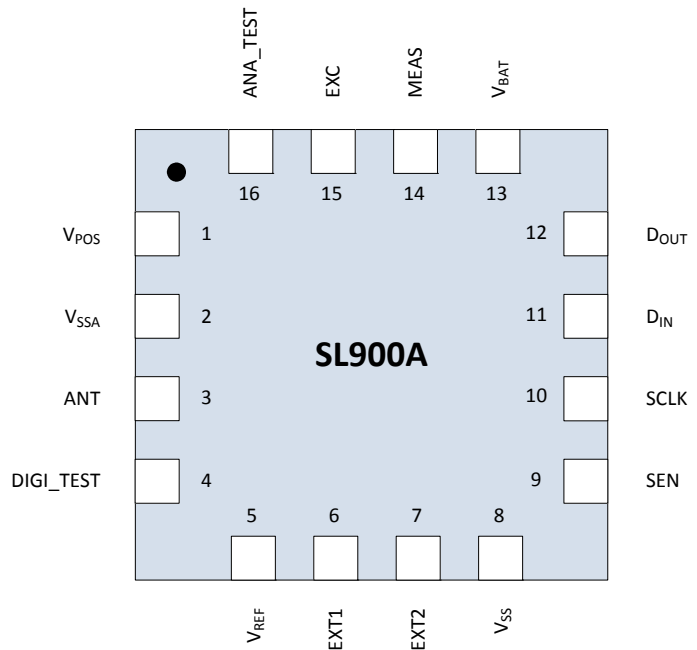 ANA_TEST
EXC
MEAS
VBAT
16
15
14
13
VPOS
1
12
DOUT
VSSA
2
11
DIN
SL900A
ANT
3
10
SCLK
DIGI_TEST
4
9
SEN
5
6
7
8
VREF
EXT1
EXT2
VSS